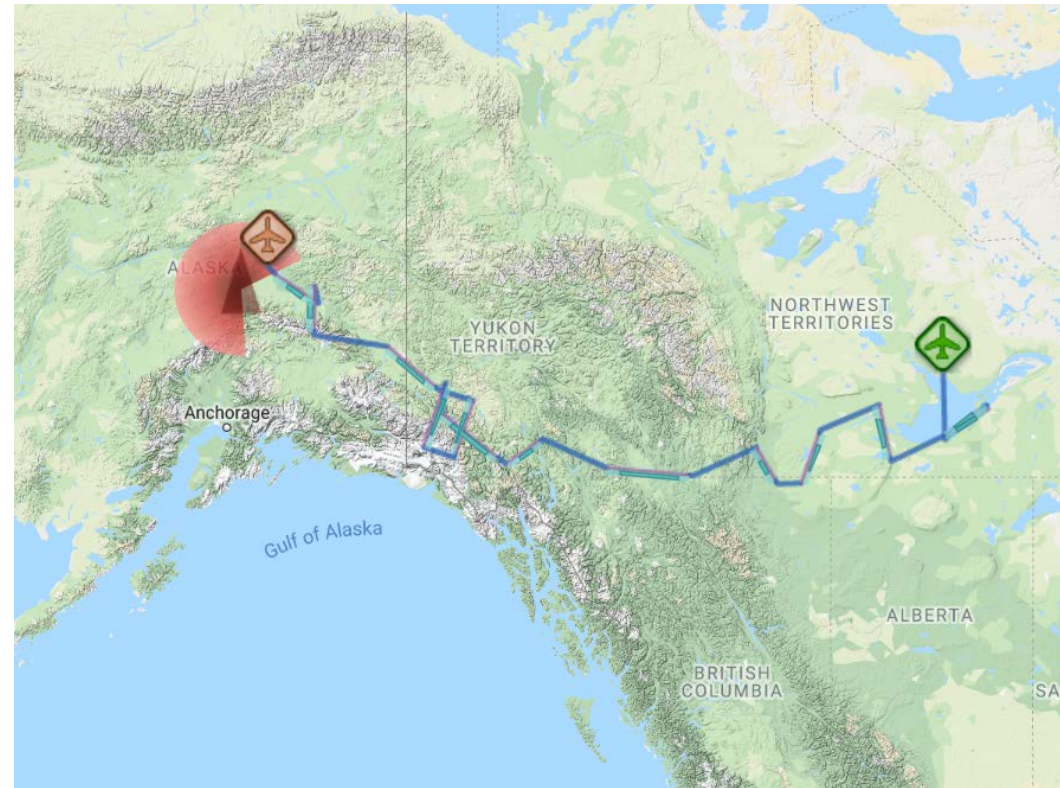 ALASKA
NORTHWEST
TERRITORIES
YUKON
TERRITORY
Anchorage
Gulf of Alaska
ALBERTA
BRITISH
COLUMBIA
SA